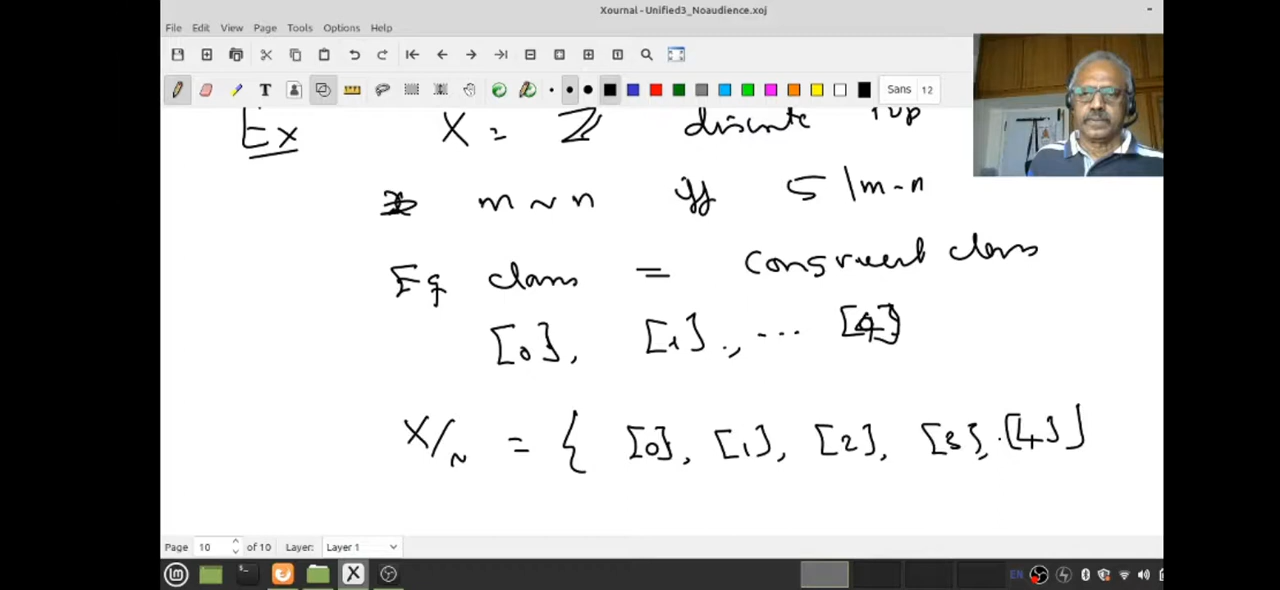 Xournal - Unified3_Noaudience.xoj
File Edit View Page Tools Options Help
Sans 12
Ex X = ℤ discrete top
m ~ n iff 5 | m - n
Eq class = Congruent class
[0], [1], ... [4]
X/~ = { [0], [1], [2], [3], [4] }
Page 10 of 10 Layer: Layer 1
EN